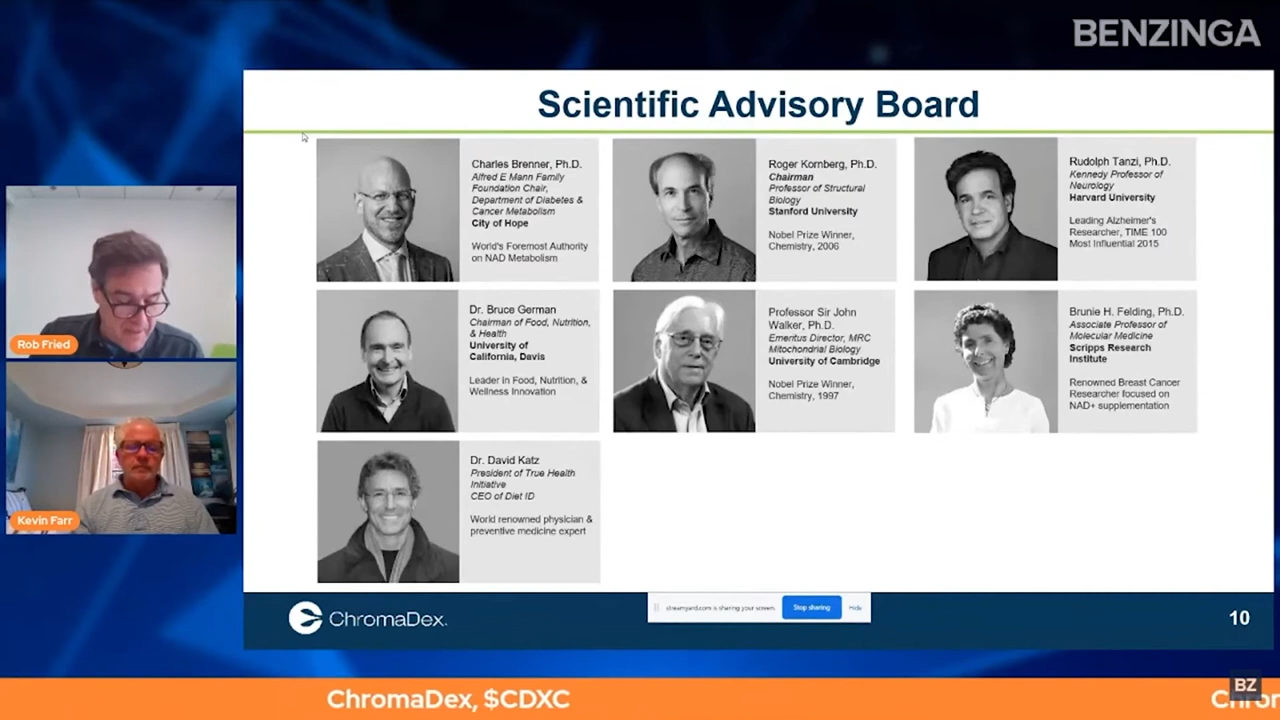 BENZINGA
Scientific Advisory Board
Charles Brenner, Ph.D.
Alfred E Mann Family
Foundation Chair,
Department of Diabetes &
Cancer Metabolism
City of Hope
World's Foremost Authority
on NAD Metabolism
Roger Kornberg, Ph.D.
Chairman
Professor of Structural
Biology
Stanford University
Nobel Prize Winner,
Chemistry, 2006
Rudolph Tanzi, Ph.D.
Kennedy Professor of
Neurology
Harvard University
Leading Alzheimer's
Researcher, TIME 100
Most Influential 2015
Dr. Bruce German
Chairman of Food, Nutrition,
& Health
University of
California, Davis
Leader in Food, Nutrition, &
Wellness Innovation
Professor Sir John
Walker, Ph.D.
Emeritus Director, MRC
Mitochondrial Biology
University of Cambridge
Nobel Prize Winner,
Chemistry, 1997
Brunie H. Felding, Ph.D.
Associate Professor of
Molecular Medicine
Scripps Research
Institute
Renowned Breast Cancer
Researcher focused on
NAD+ supplementation
Dr. David Katz
President of True Health
Initiative
CEO of Diet ID
World renowned physician &
preventive medicine expert
Rob Fried
Kevin Farr
ChromaDex.
streamyard.com is sharing your screen.
Stop sharing
Hide
10
BZ
ChromaDex, $CDXC
Chron